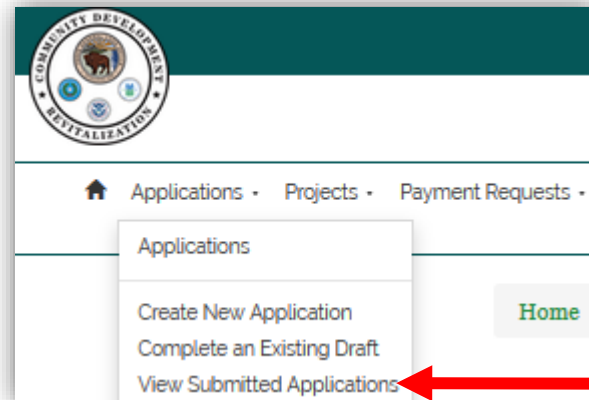 COMMUNITY DEVELOPMENT
REVITALIZATION
Applications Projects Payment Requests
Applications
Create New Application
Home
Complete an Existing Draft
View Submitted Applications